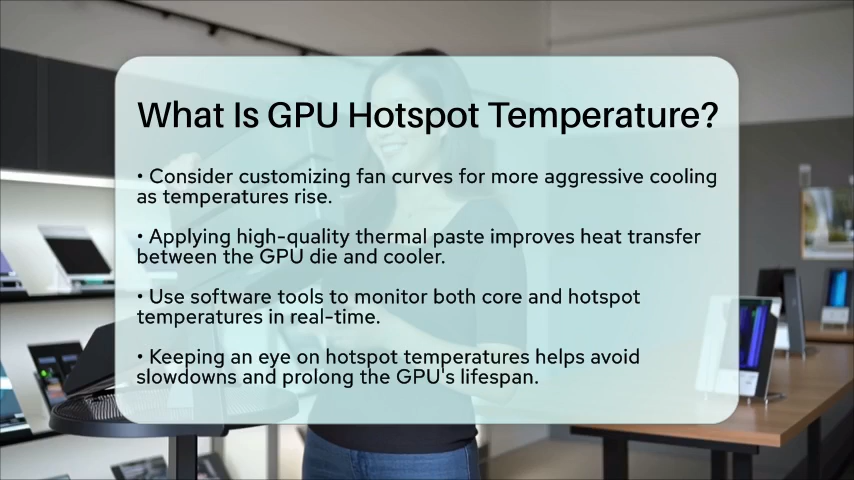 What Is GPU Hotspot Temperature?
• Consider customizing fan curves for more aggressive cooling
as temperatures rise.
• Applying high-quality thermal paste improves heat transfer
between the GPU die and cooler.
• Use software tools to monitor both core and hotspot
temperatures in real-time.
• Keeping an eye on hotspot temperatures helps avoid
slowdowns and prolong the GPU's lifespan.